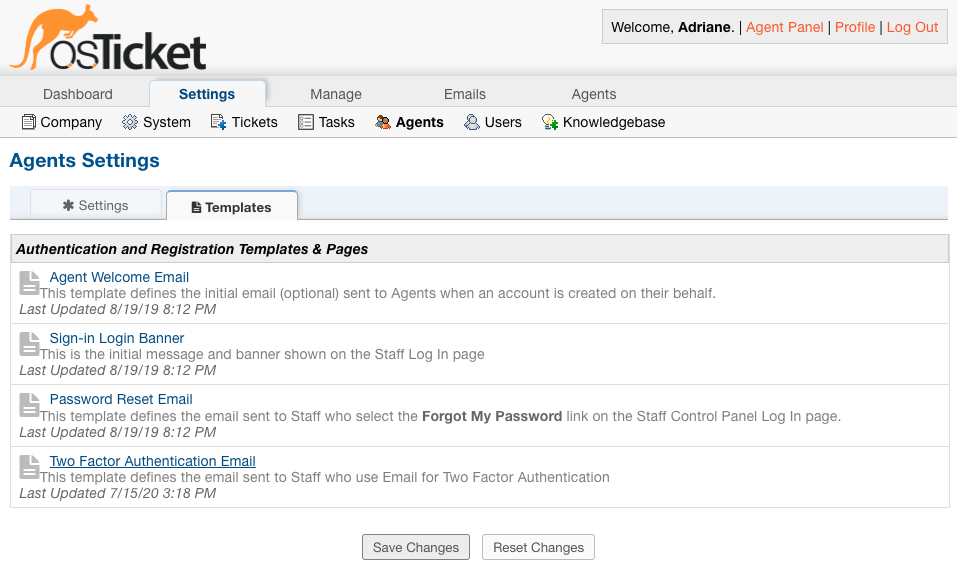 osTicket
Welcome, Adriane. | Agent Panel | Profile | Log Out
Dashboard Settings Manage Emails Agents
Company System Tickets Tasks Agents Users Knowledgebase
Agents Settings
Settings Templates
Authentication and Registration Templates & Pages
Agent Welcome Email
This template defines the initial email (optional) sent to Agents when an account is created on their behalf.
Last Updated 8/19/19 8:12 PM
Sign-in Login Banner
This is the initial message and banner shown on the Staff Log In page
Last Updated 8/19/19 8:12 PM
Password Reset Email
This template defines the email sent to Staff who select the Forgot My Password link on the Staff Control Panel Log In page.
Last Updated 8/19/19 8:12 PM
Two Factor Authentication Email
This template defines the email sent to Staff who use Email for Two Factor Authentication
Last Updated 7/15/20 3:18 PM
Save Changes Reset Changes